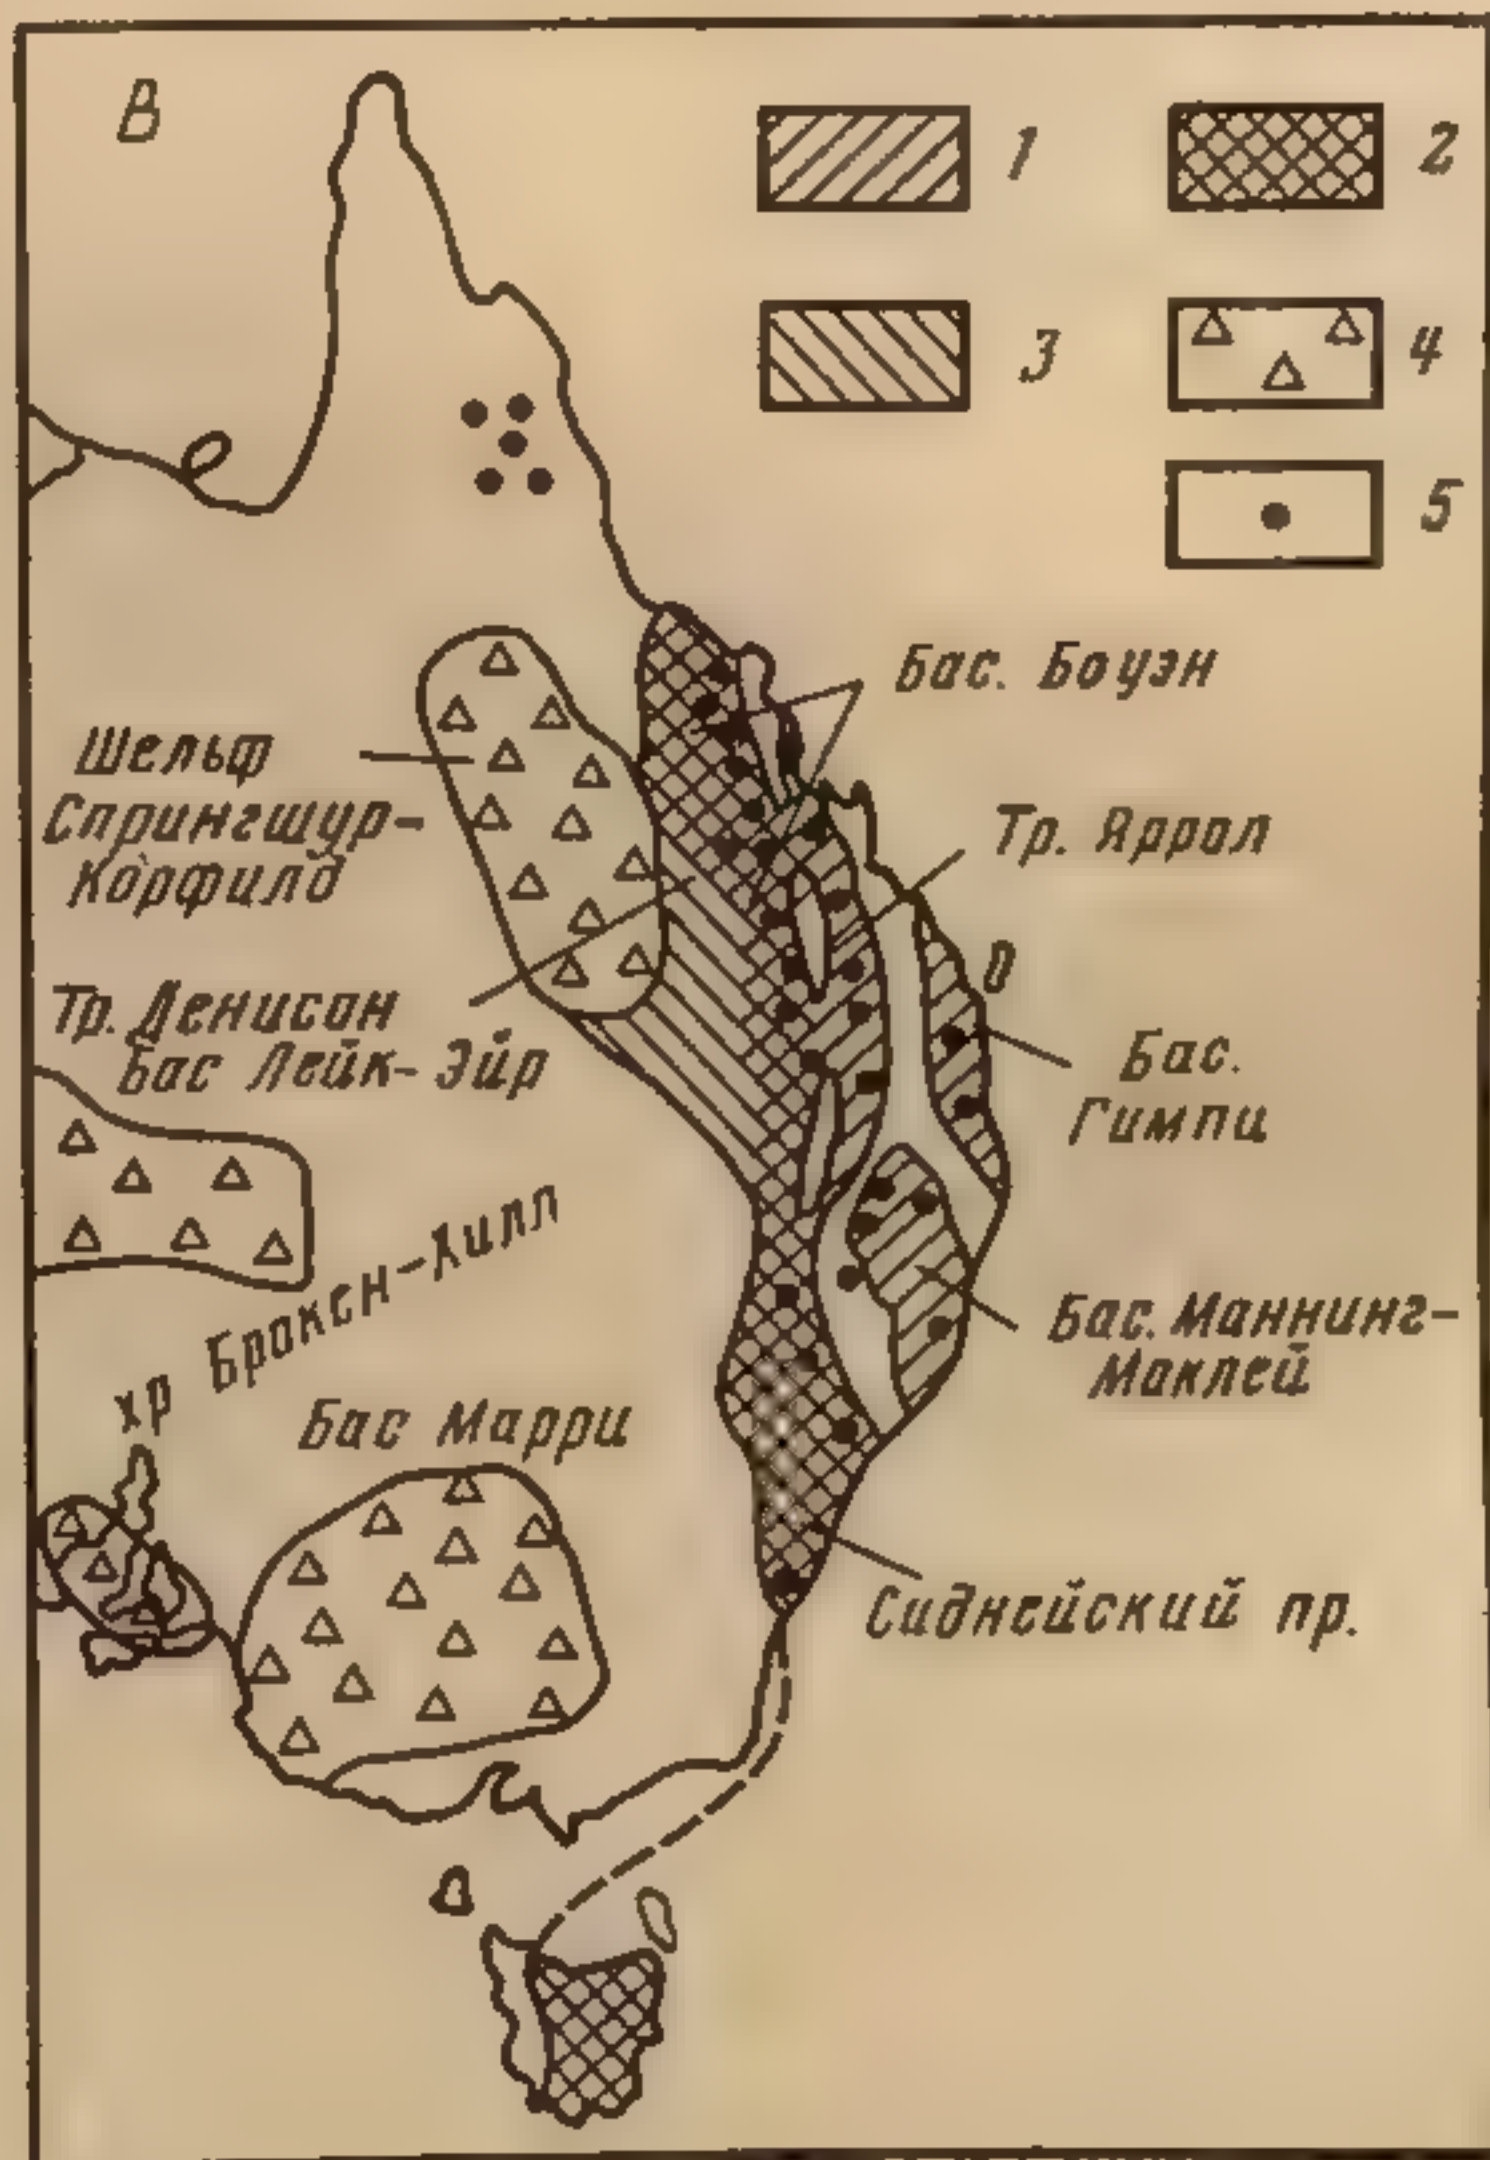 В
1
2
3
4
5
Бас. Боуэн
Шельф
Спрингшур-
Корфилд
Тр. Яррол
Тр. Денисон
Бас Лейк-Эйр
Бас.
Гимпи
хр Брокен-Хилл
Бас. Маннинг-
Маклей
Бас Марри
Сиднейский пр.